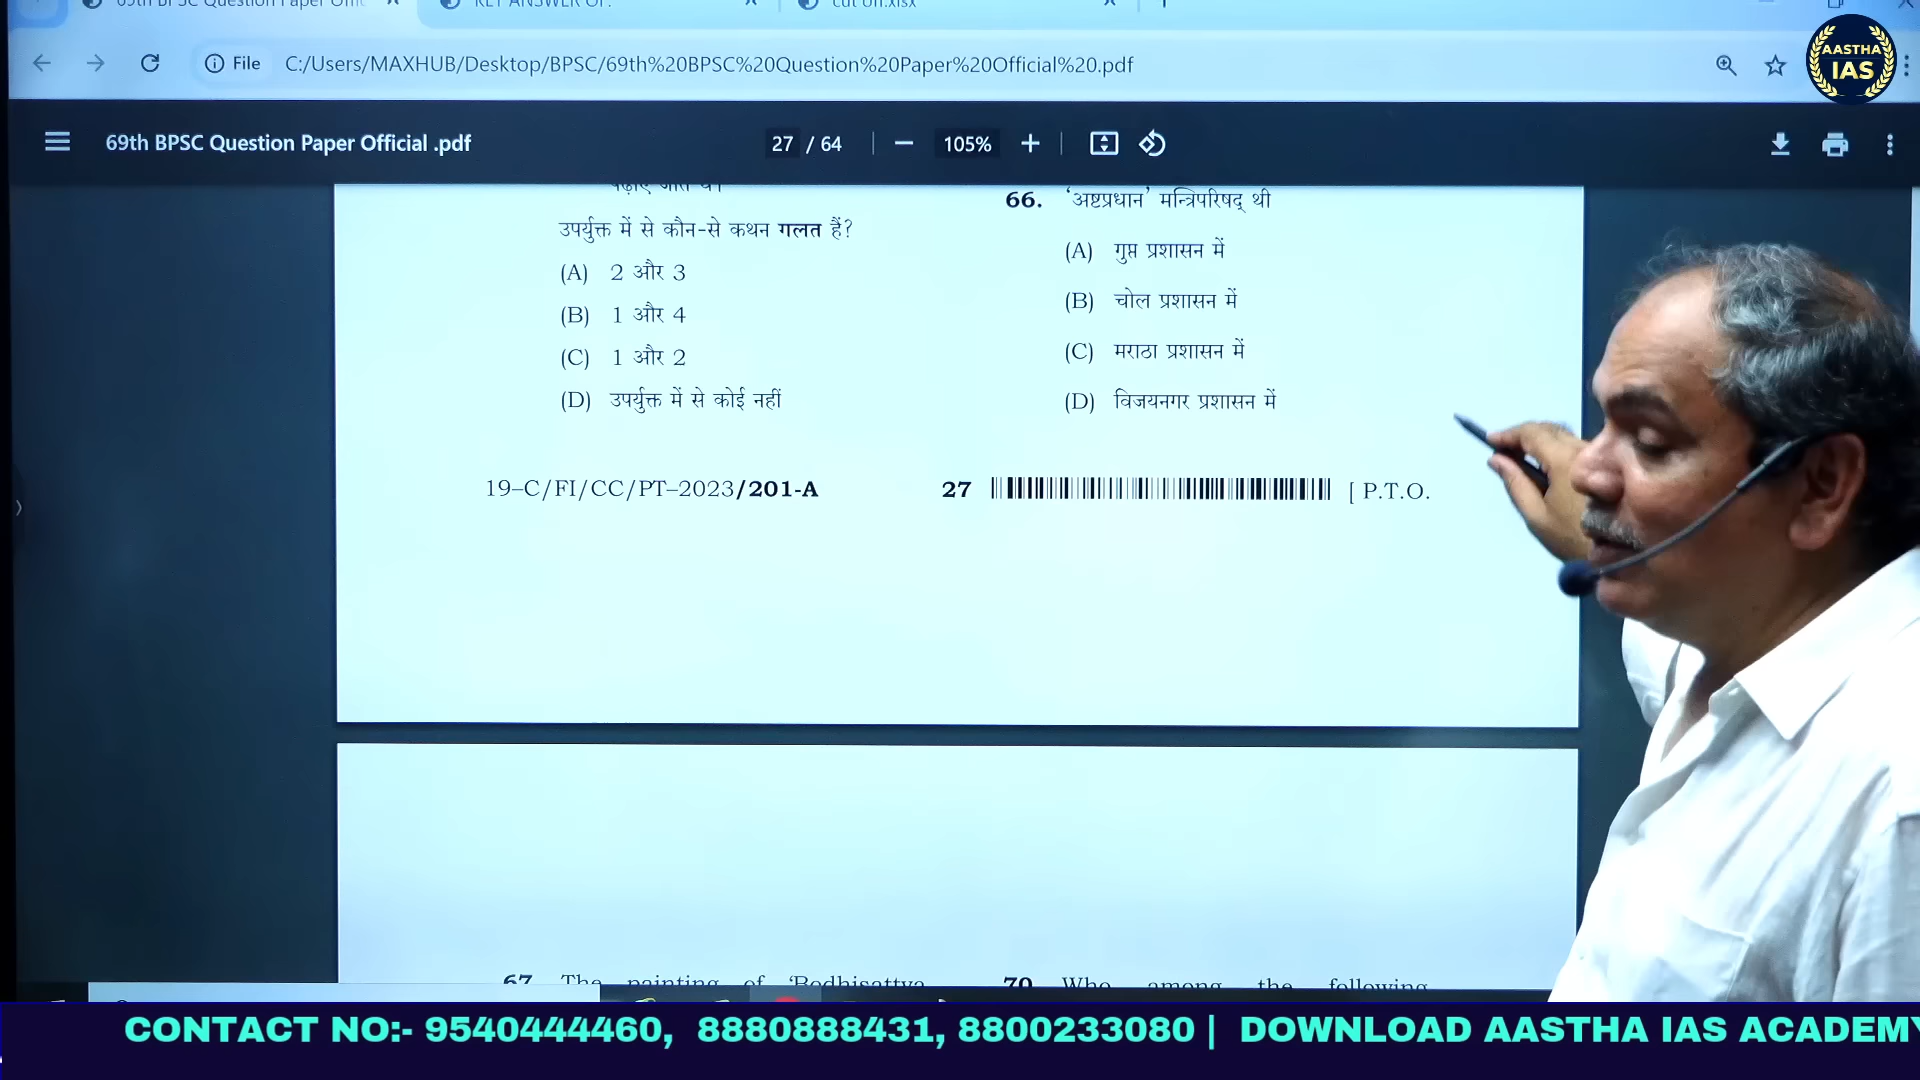 69th BPSC Question Paper Offic
KEY ANSWER OF.
cut off.xlsx
File C:/Users/MAXHUB/Desktop/BPSC/69th%20BPSC%20Question%20Paper%20Official%20.pdf
AASTHA
IAS
69th BPSC Question Paper Official .pdf
27 / 64
105%
पढ़ाए जाते थे।
उपर्युक्त में से कौन-से कथन गलत हैं?
(A) 2 और 3
(B) 1 और 4
(C) 1 और 2
(D) उपर्युक्त में से कोई नहीं
66. ‘अष्टप्रधान’ मन्त्रिपरिषद् थी
(A) गुप्त प्रशासन में
(B) चोल प्रशासन में
(C) मराठा प्रशासन में
(D) विजयनगर प्रशासन में
19–C/FI/CC/PT–2023/201-A
27
[ P.T.O.
67. The painting of ‘Bodhisattva
70. Who among the following
CONTACT NO:- 9540444460, 8880888431, 8800233080 | DOWNLOAD AASTHA IAS ACADEMY